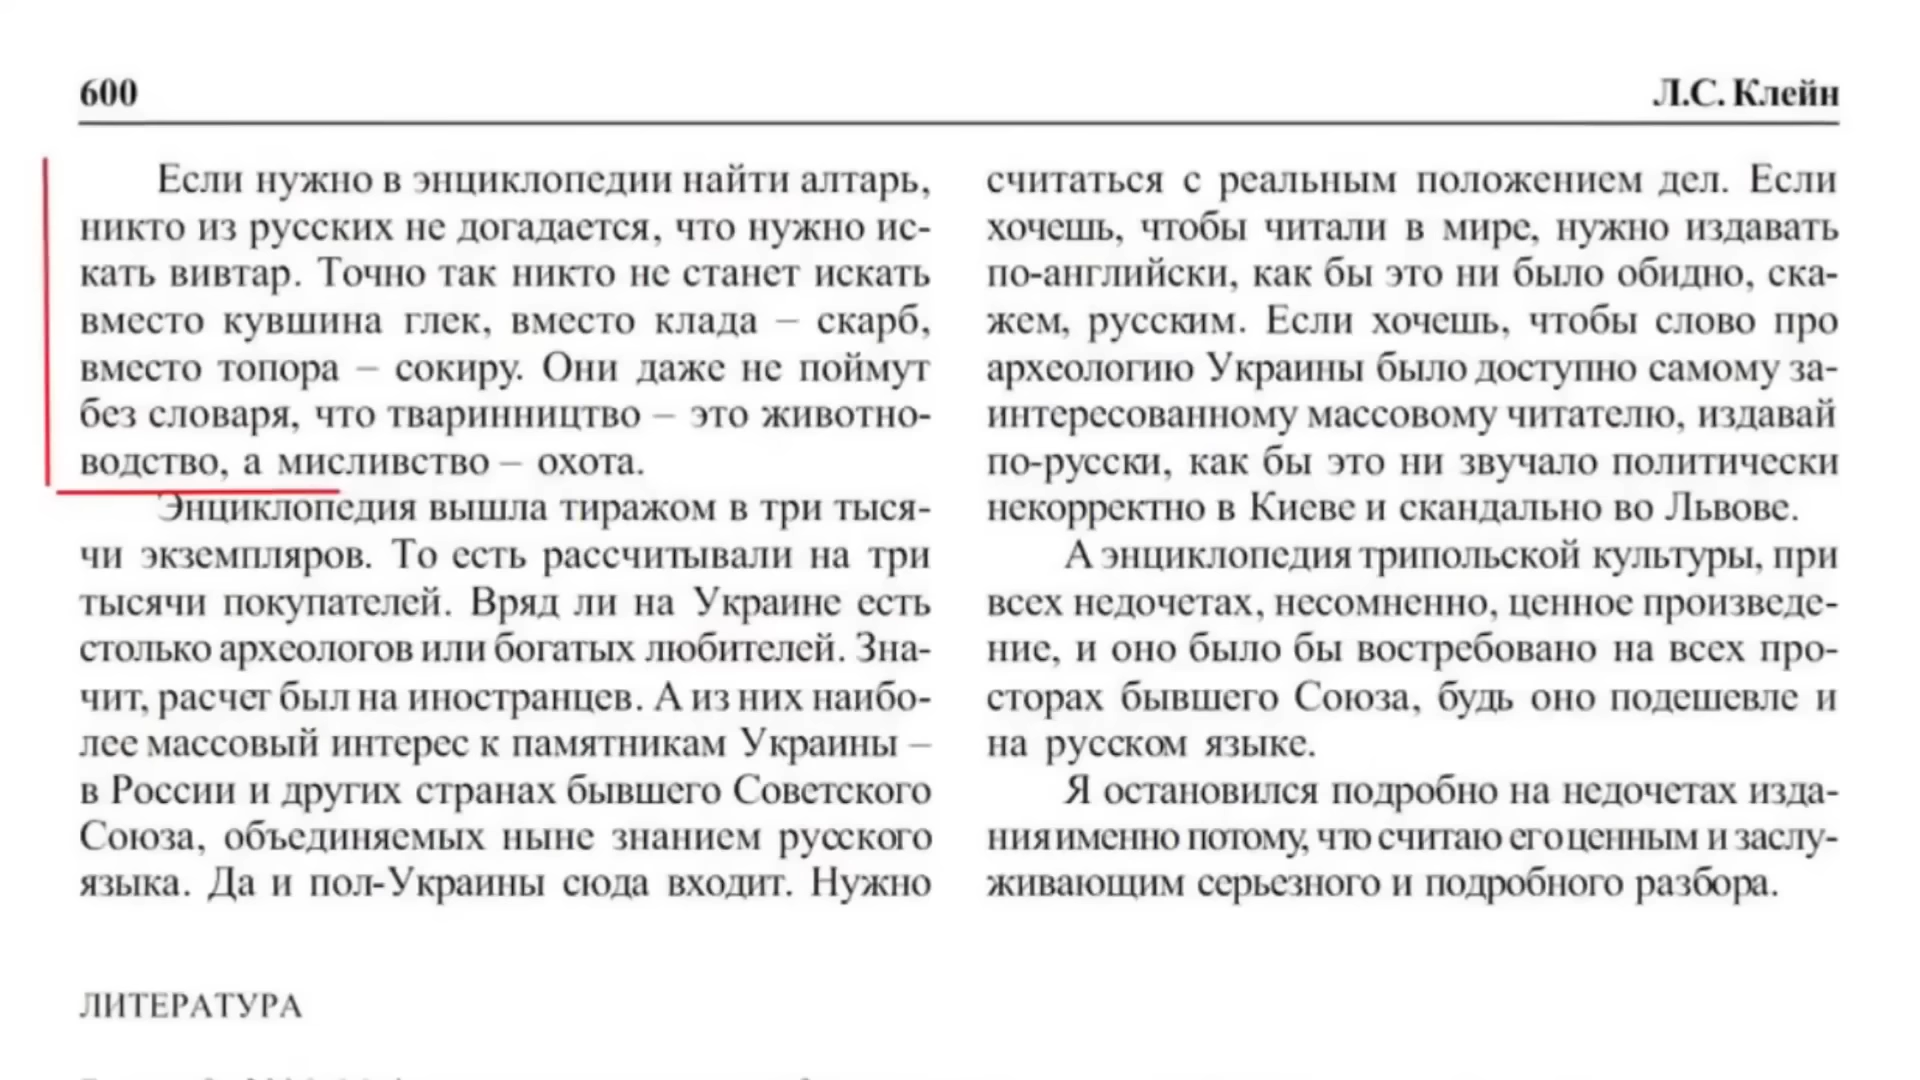 600
Л.С. Клейн
Если нужно в энциклопедии найти алтарь,
никто из русских не догадается, что нужно ис-
кать вивтар. Точно так никто не станет искать
вместо кувшина глек, вместо клада – скарб,
вместо топора – сокиру. Они даже не поймут
без словаря, что тваринництво – это животно-
водство, а мисливство – охота.
Энциклопедия вышла тиражом в три тыся-
чи экземпляров. То есть рассчитывали на три
тысячи покупателей. Вряд ли на Украине есть
столько археологов или богатых любителей. Зна-
чит, расчет был на иностранцев. А из них наибо-
лее массовый интерес к памятникам Украины –
в России и других странах бывшего Советского
Союза, объединяемых ныне знанием русского
языка. Да и пол-Украины сюда входит. Нужно
считаться с реальным положением дел. Если
хочешь, чтобы читали в мире, нужно издавать
по-английски, как бы это ни было обидно, ска-
жем, русским. Если хочешь, чтобы слово про
археологию Украины было доступно самому за-
интересованному массовому читателю, издавай
по-русски, как бы это ни звучало политически
некорректно в Киеве и скандально во Львове.
А энциклопедия трипольской культуры, при
всех недочетах, несомненно, ценное произведе-
ние, и оно было бы востребовано на всех про-
сторах бывшего Союза, будь оно подешевле и
на русском языке.
Я остановился подробно на недочетах изда-
ния именно потому, что считаю его ценным и заслу-
живающим серьезного и подробного разбора.
ЛИТЕРАТУРА